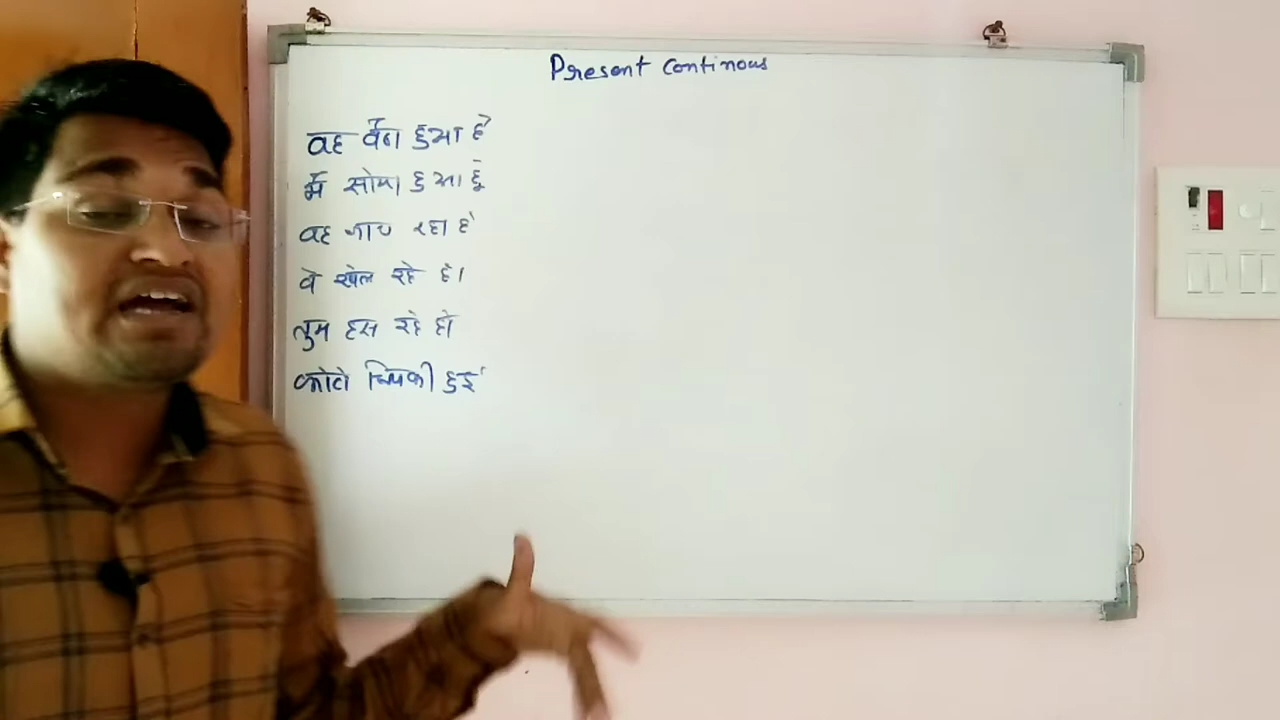 Present Continous
वह बैठा हुआ है
मैं सोया हुआ हूं
वह नाच रहा है
वे खेल रहे हैं।
तुम हस रहे हो
फोटो चिपकी हुई